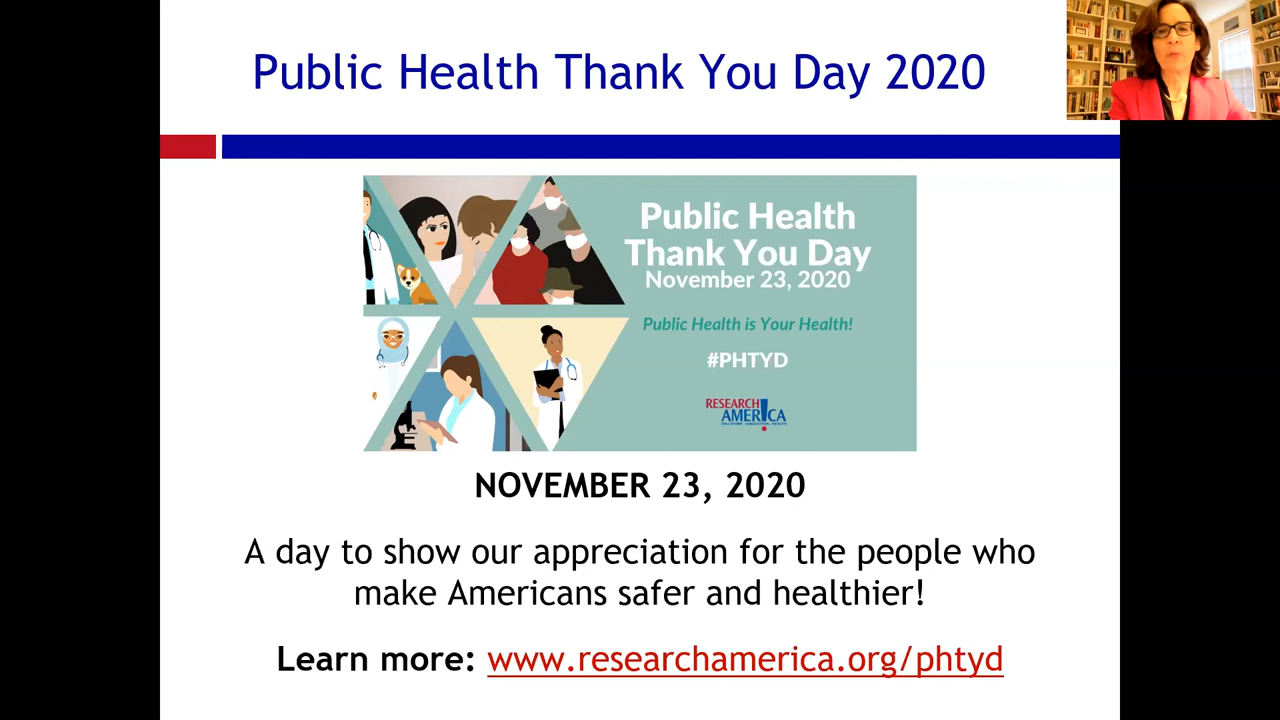 Public Health Thank You Day 2020
Public Health
Thank You Day
November 23, 2020
Public Health is Your Health!
#PHTYD
RESEARCH
AMERICA
NOVEMBER 23, 2020
A day to show our appreciation for the people who
make Americans safer and healthier!
Learn more: www.researchamerica.org/phtyd